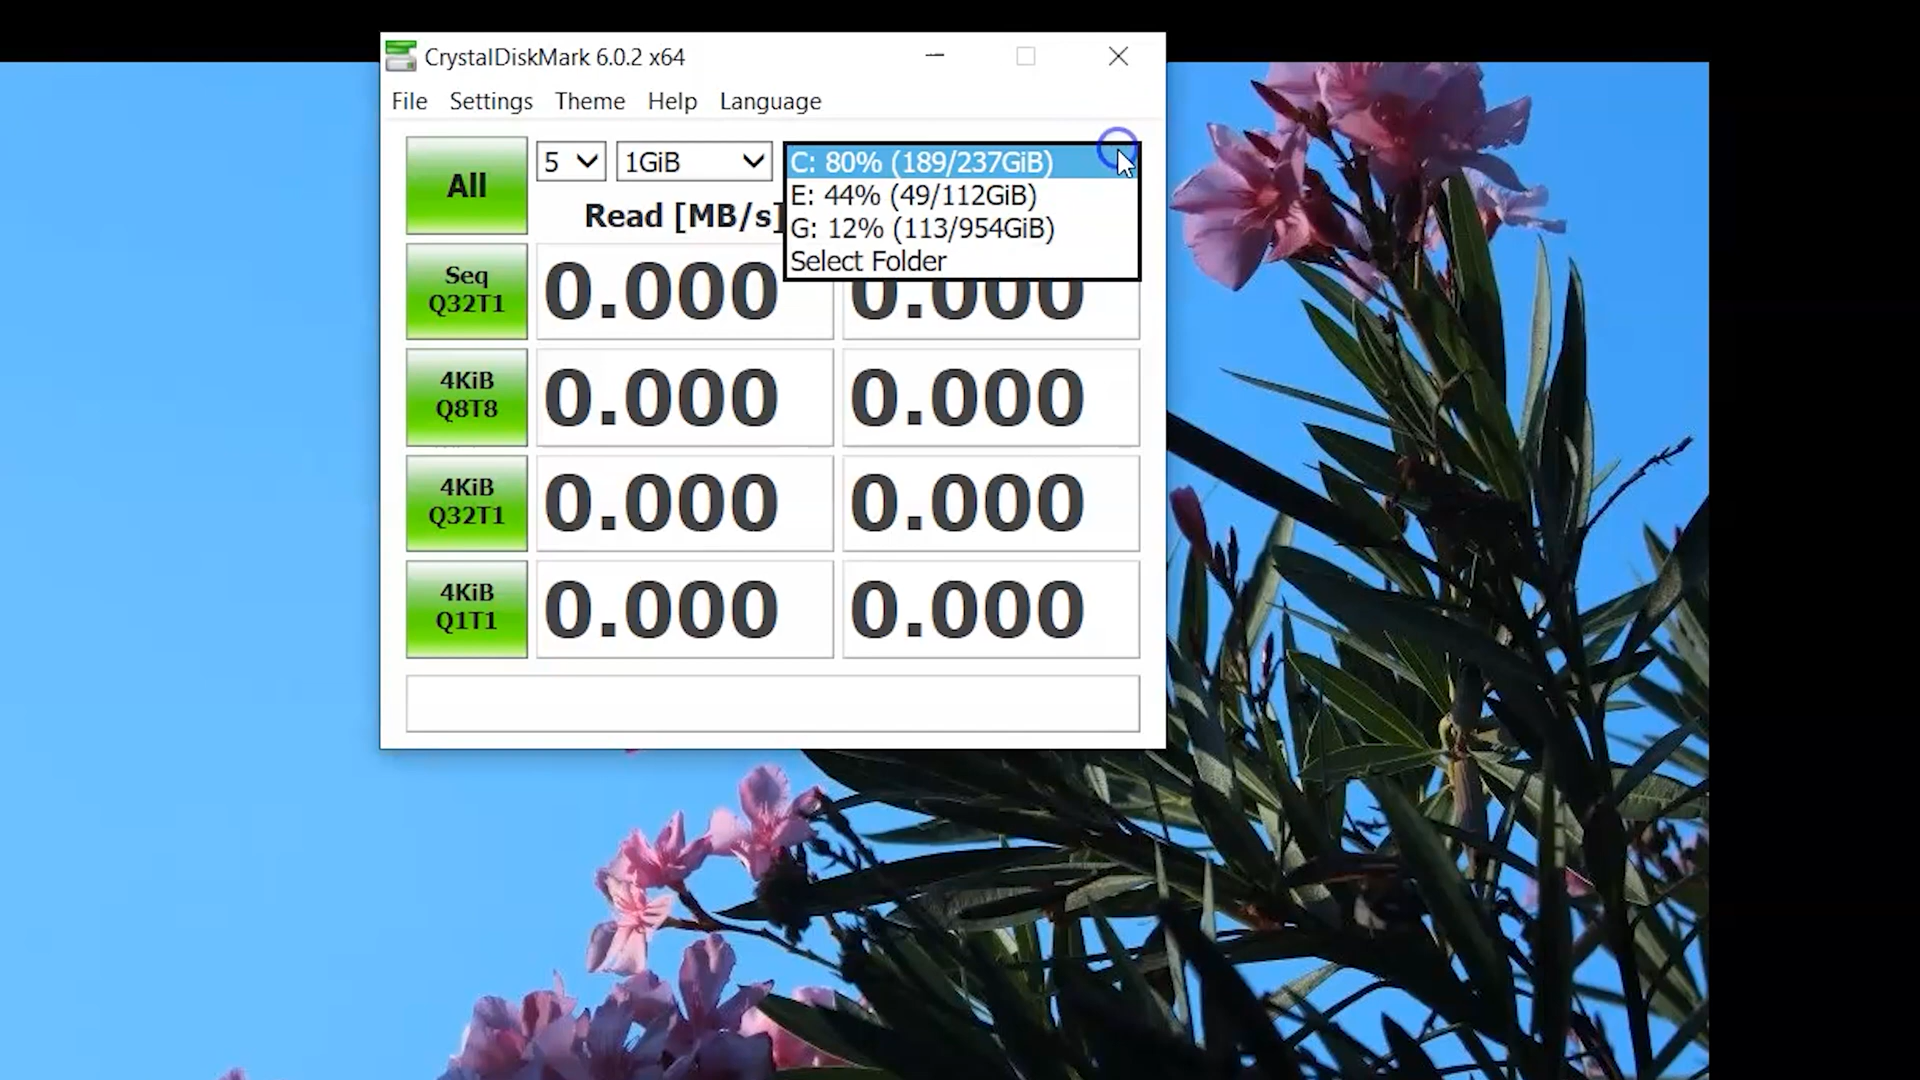 CrystalDiskMark 6.0.2 x64
File Settings Theme Help Language
All 5 1GiB C: 80% (189/237GiB)
E: 44% (49/112GiB)
Read [MB/s] G: 12% (113/954GiB)
Select Folder
Seq Q32T1 0.000 0.000
4KiB Q8T8 0.000 0.000
4KiB Q32T1 0.000 0.000
4KiB Q1T1 0.000 0.000